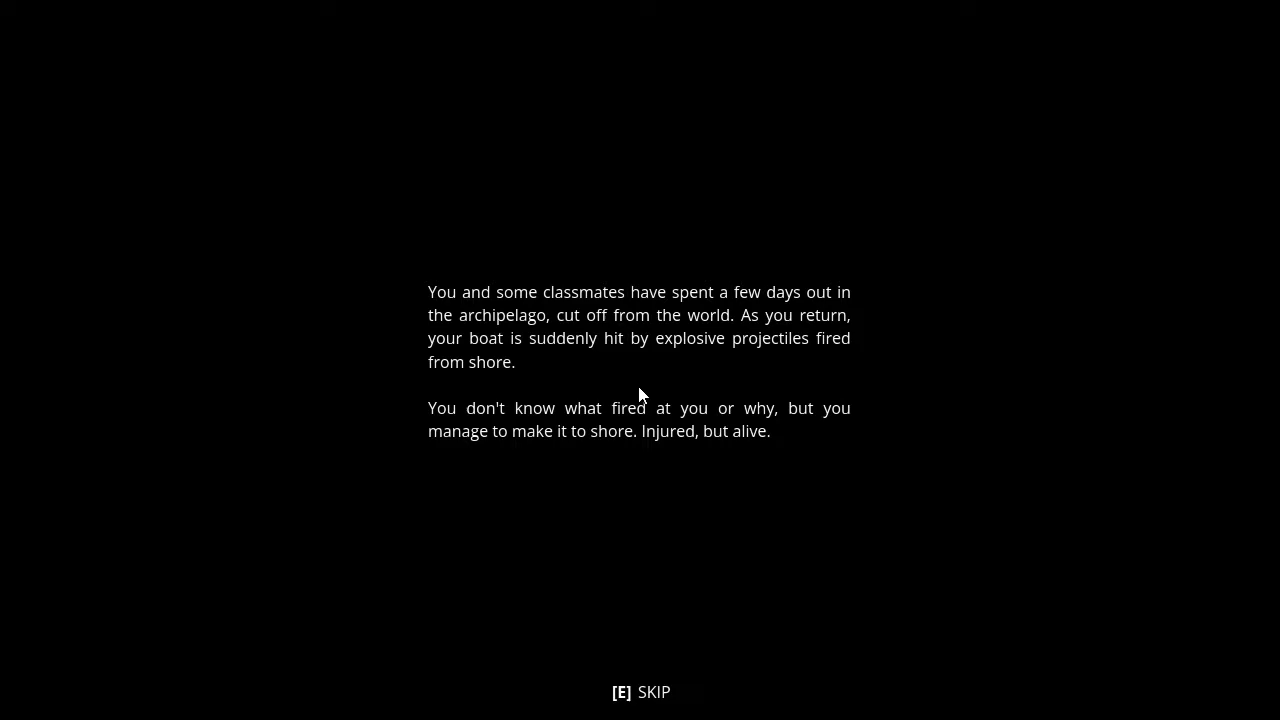 You and some classmates have spent a few days out in
the archipelago, cut off from the world. As you return,
your boat is suddenly hit by explosive projectiles fired
from shore.
You don't know what fired at you or why, but you
manage to make it to shore. Injured, but alive.
[E] SKIP